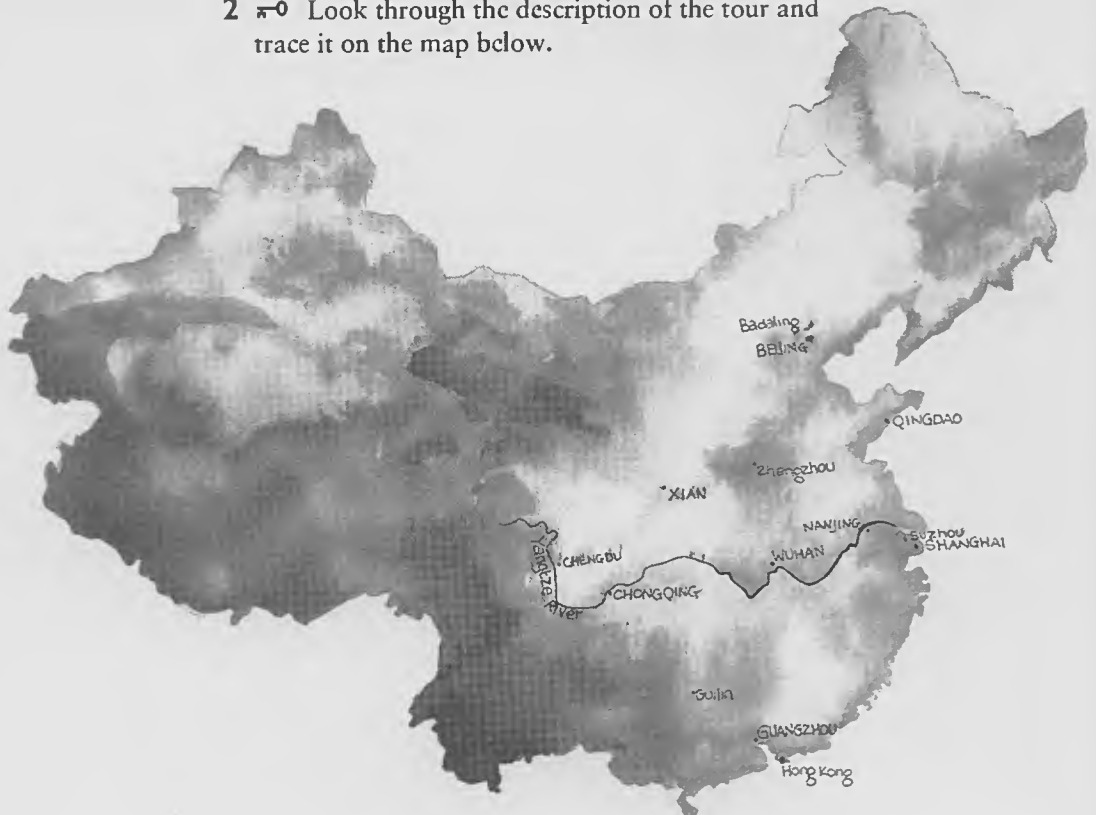 2 Look through the description of the tour and
trace it on the map below.
Badaling
BEIJING
QINGDAO
Zhengzhou
XIAN
NANJING
SUZHOU
SHANGHAI
WUHAN
CHENGDU
Yangtze River
CHONGQING
Guilin
GUANGZHOU
Hong Kong